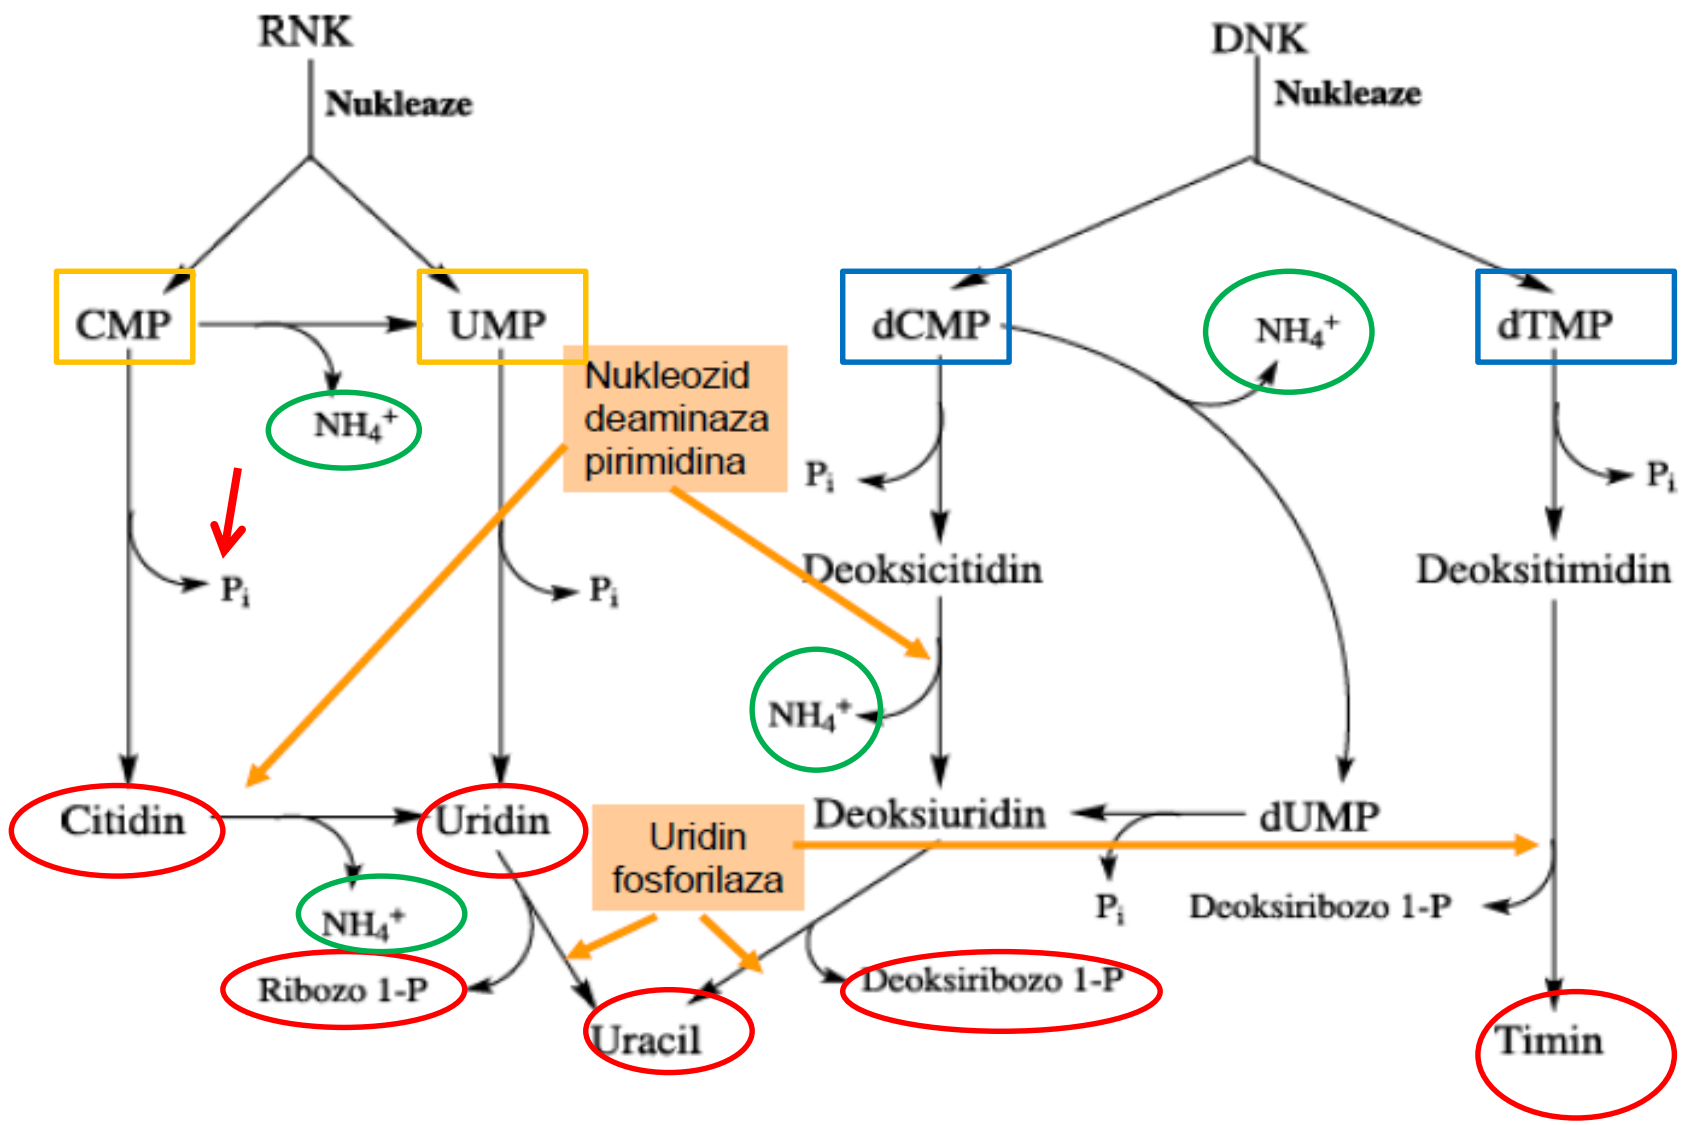 RNK
DNK
Nukleaze
Nukleaze
CMP
UMP
dCMP
NH₄⁺
dTMP
Nukleozid
deaminaza
pirimidina
NH₄⁺
Pᵢ
Pᵢ
Pᵢ
Pᵢ
Deoksicitidin
Deoksitimidin
NH₄⁺
Citidin
Uridin
Uridin
fosforilaza
Deoksiuridin
dUMP
NH₄⁺
Pᵢ
Deoksiribozo 1-P
Ribozo 1-P
Deoksiribozo 1-P
Uracil
Timin